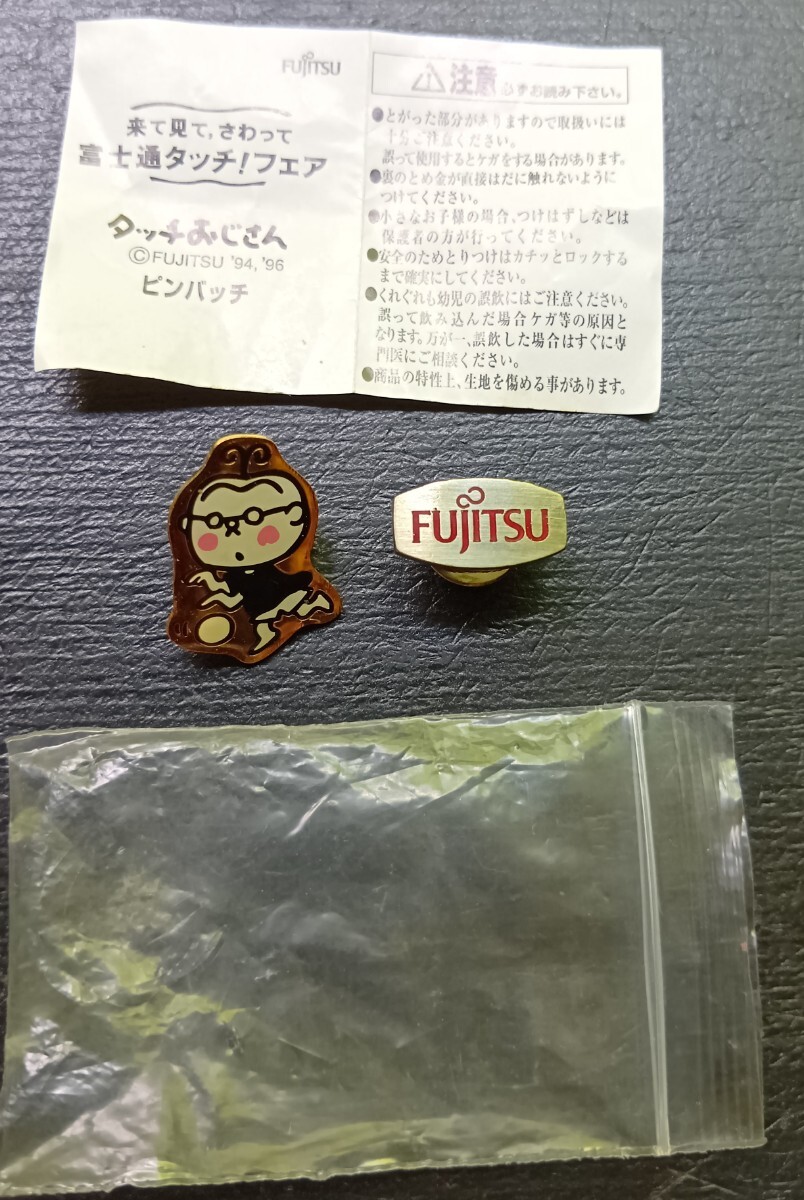 FUJITSU
来て見て、さわって
富士通タッチ!フェア
タッチおじさん
©FUJITSU '94, '96
ピンバッチ
注意 必ずお読み下さい。
●とがった部分がありますので取扱いには
十分ご注意ください。
誤って使用するとケガをする場合があります。
●裏のとめ金が直接はだに触れないように
つけてください。
●小さなお子様の場合、つけはずしなどは
保護者の方が行ってください。
●安全のためとりつけはカチッとロックする
まで確実にしてください。
●くれぐれも幼児の誤飲にはご注意ください。
誤って飲み込んだ場合ケガ等の原因と
なります。万が一、誤飲した場合はすぐに専
門医にご相談ください。
●商品の特性上、生地を傷める事があります。
FUJITSU